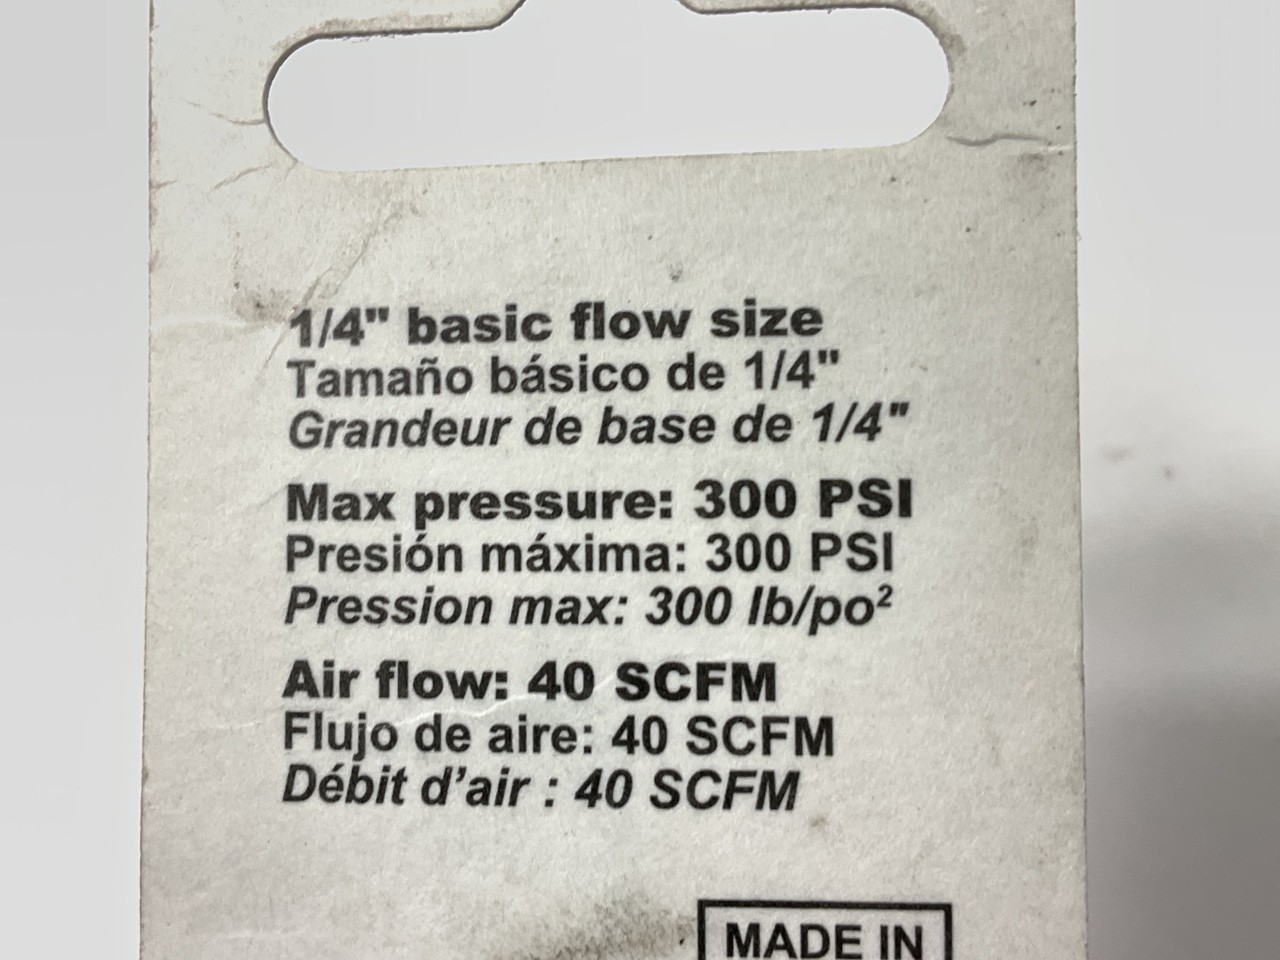 1/4" basic flow size
Tamaño básico de 1/4"
Grandeur de base de 1/4"
Max pressure: 300 PSI
Presión máxima: 300 PSI
Pression max: 300 lb/po²
Air flow: 40 SCFM
Flujo de aire: 40 SCFM
Débit d’air : 40 SCFM
MADE IN